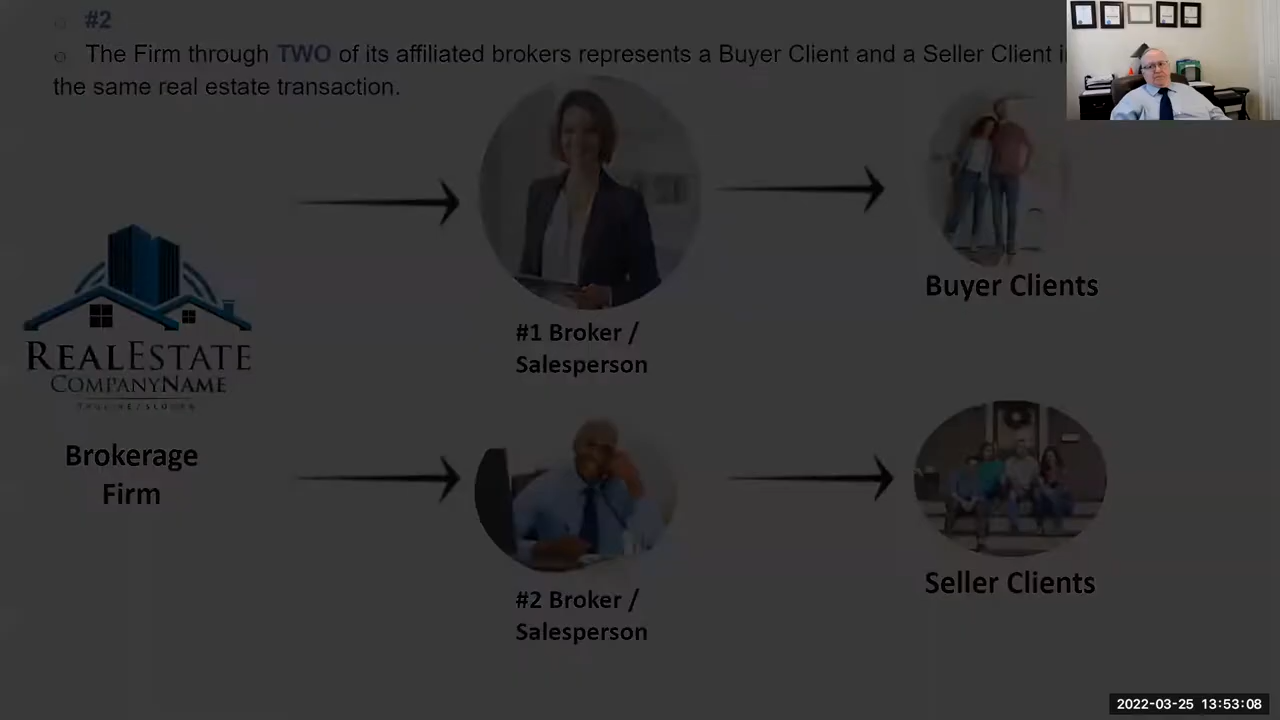 #2
The Firm through TWO of its affiliated brokers represents a Buyer Client and a Seller Client
the same real estate transaction.
Buyer Clients
#1 Broker /
Salesperson
REALESTATE
COMPANYNAME
Brokerage
Firm
#2 Broker /
Salesperson
Seller Clients
2022-03-25 13:53:08